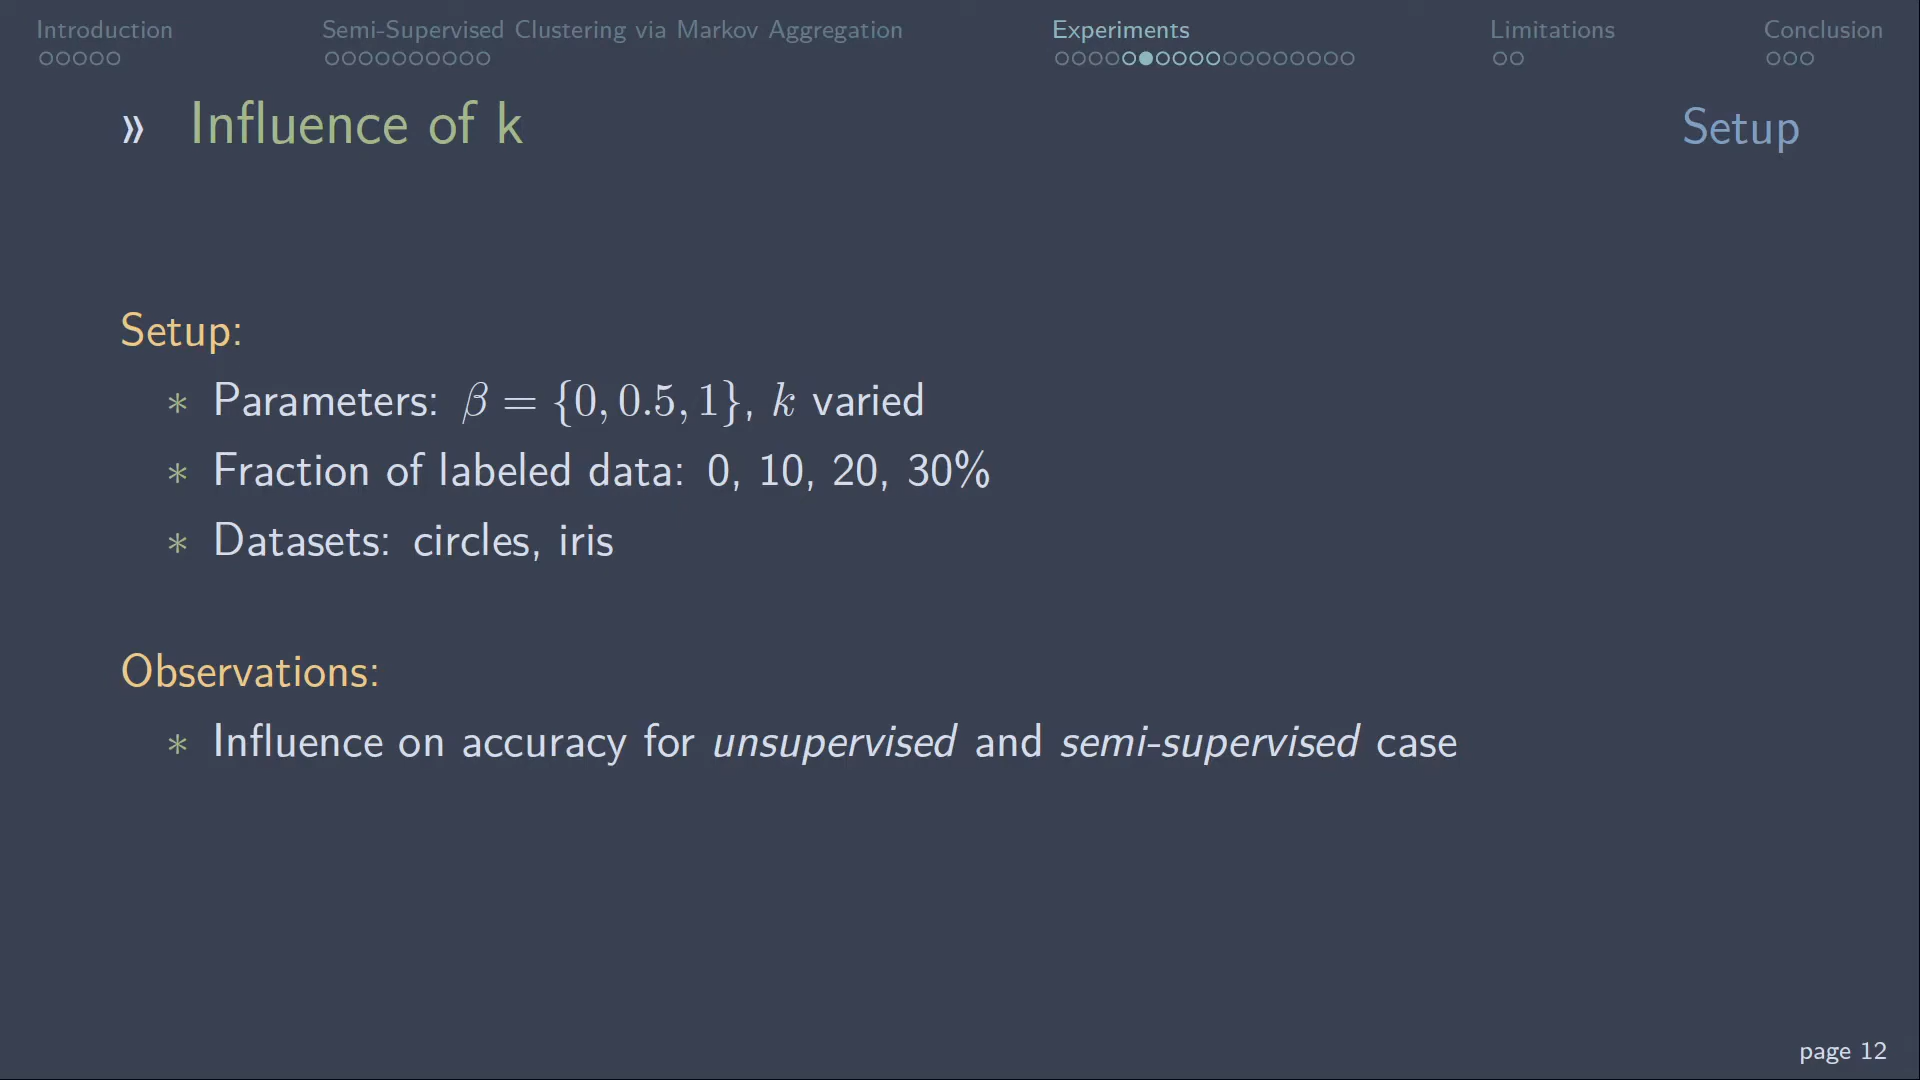 Introduction Semi-Supervised Clustering via Markov Aggregation Experiments Limitations Conclusion
» Influence of k Setup
Setup:
* Parameters: β = {0, 0.5, 1}, k varied
* Fraction of labeled data: 0, 10, 20, 30%
* Datasets: circles, iris
Observations:
* Influence on accuracy for unsupervised and semi-supervised case
page 12